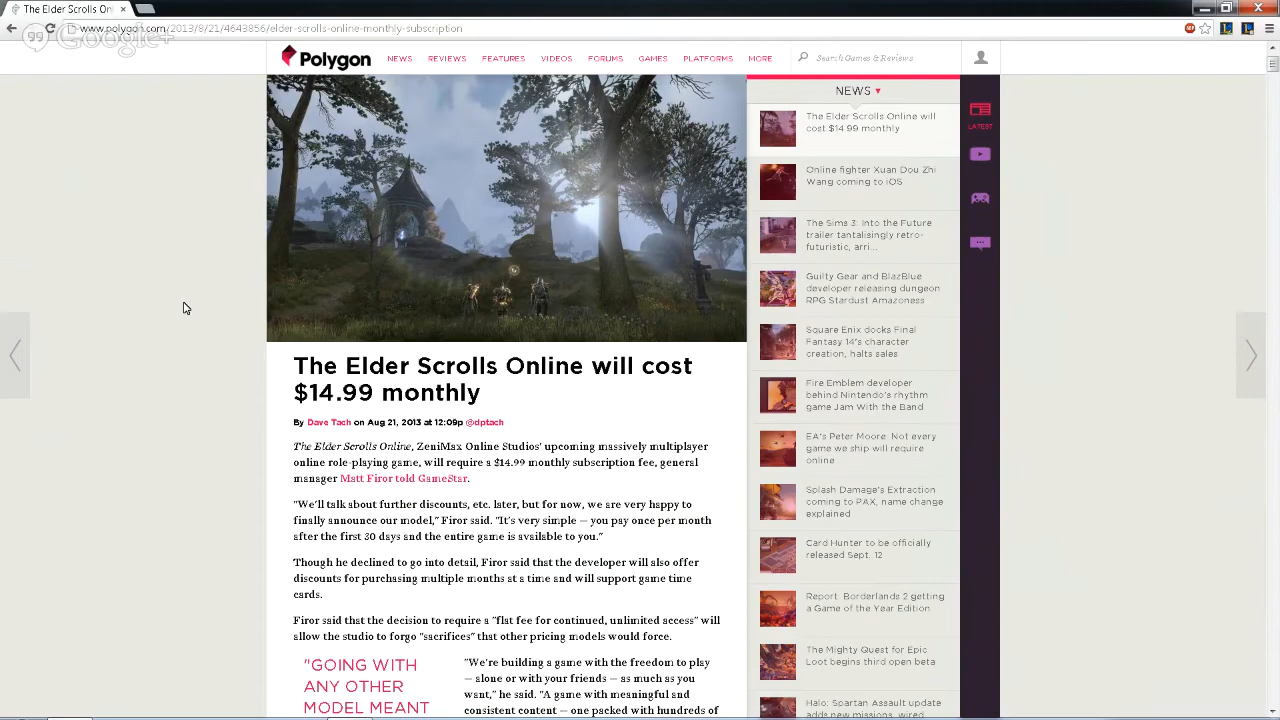 The Elder Scrolls Onl
www.polygon.com/2013/8/21/4643856/elder-scrolls-online-monthly-subscription
Google+
Polygon
NEWS REVIEWS FEATURES VIDEOS FORUMS GAMES PLATFORMS MORE
Search Games & Reviews
The Elder Scrolls Online will cost
$14.99 monthly
By Dave Tach on Aug 21, 2013 at 12:09p @dptach
The Elder Scrolls Online, ZeniMax Online Studios' upcoming massively multiplayer
online role-playing game, will require a $14.99 monthly subscription fee, general
manager Matt Firor told GameStar.
"We'll talk about further discounts, etc. later, but for now, we are very happy to
finally announce our model," Firor said. "It's very simple — you pay once per month
after the first 30 days and the entire game is available to you."
Though he declined to go into detail, Firor said that the developer will also offer
discounts for purchasing multiple months at a time and will support game time
cards.
Firor said that the decision to require a "flat fee for continued, unlimited access" will
allow the studio to forgo "sacrifices" that other pricing models would force.
"GOING WITH
ANY OTHER
MODEL MEANT
"We're building a game with the freedom to play
— alone or with your friends — as much as you
want," he said. "A game with meaningful and
consistent content — one packed with hundreds of
NEWS
The Elder Scrolls Online will
cost $14.99 monthly
Online fighter Xuan Dou Zhi
Wang coming to iOS
The Sims 3: Into the Future
trailer tantalisingly retro-
futuristic, arri...
Guilty Gear and BlazBlue
developer releasing dungeon
RPG Stardust Amazoness
Square Enix docks Final
Fantasy 14's character
creation, halts sales
Fire Emblem developer
behind Nintendo's rhythm
game Jam With the Band
EA's Peter Moore: Not every
game we ship will require
online
Splash Damage's Extraction
coming to PAX, name change
explained
Card Hunter to be officially
released Sept. 12
Report: Borderlands 2 getting
a Game of the Year Edition
The Mighty Quest for Epic
Loot begins third open beta
Halo: Spartan Assault update
adds new missions, wired
LATEST